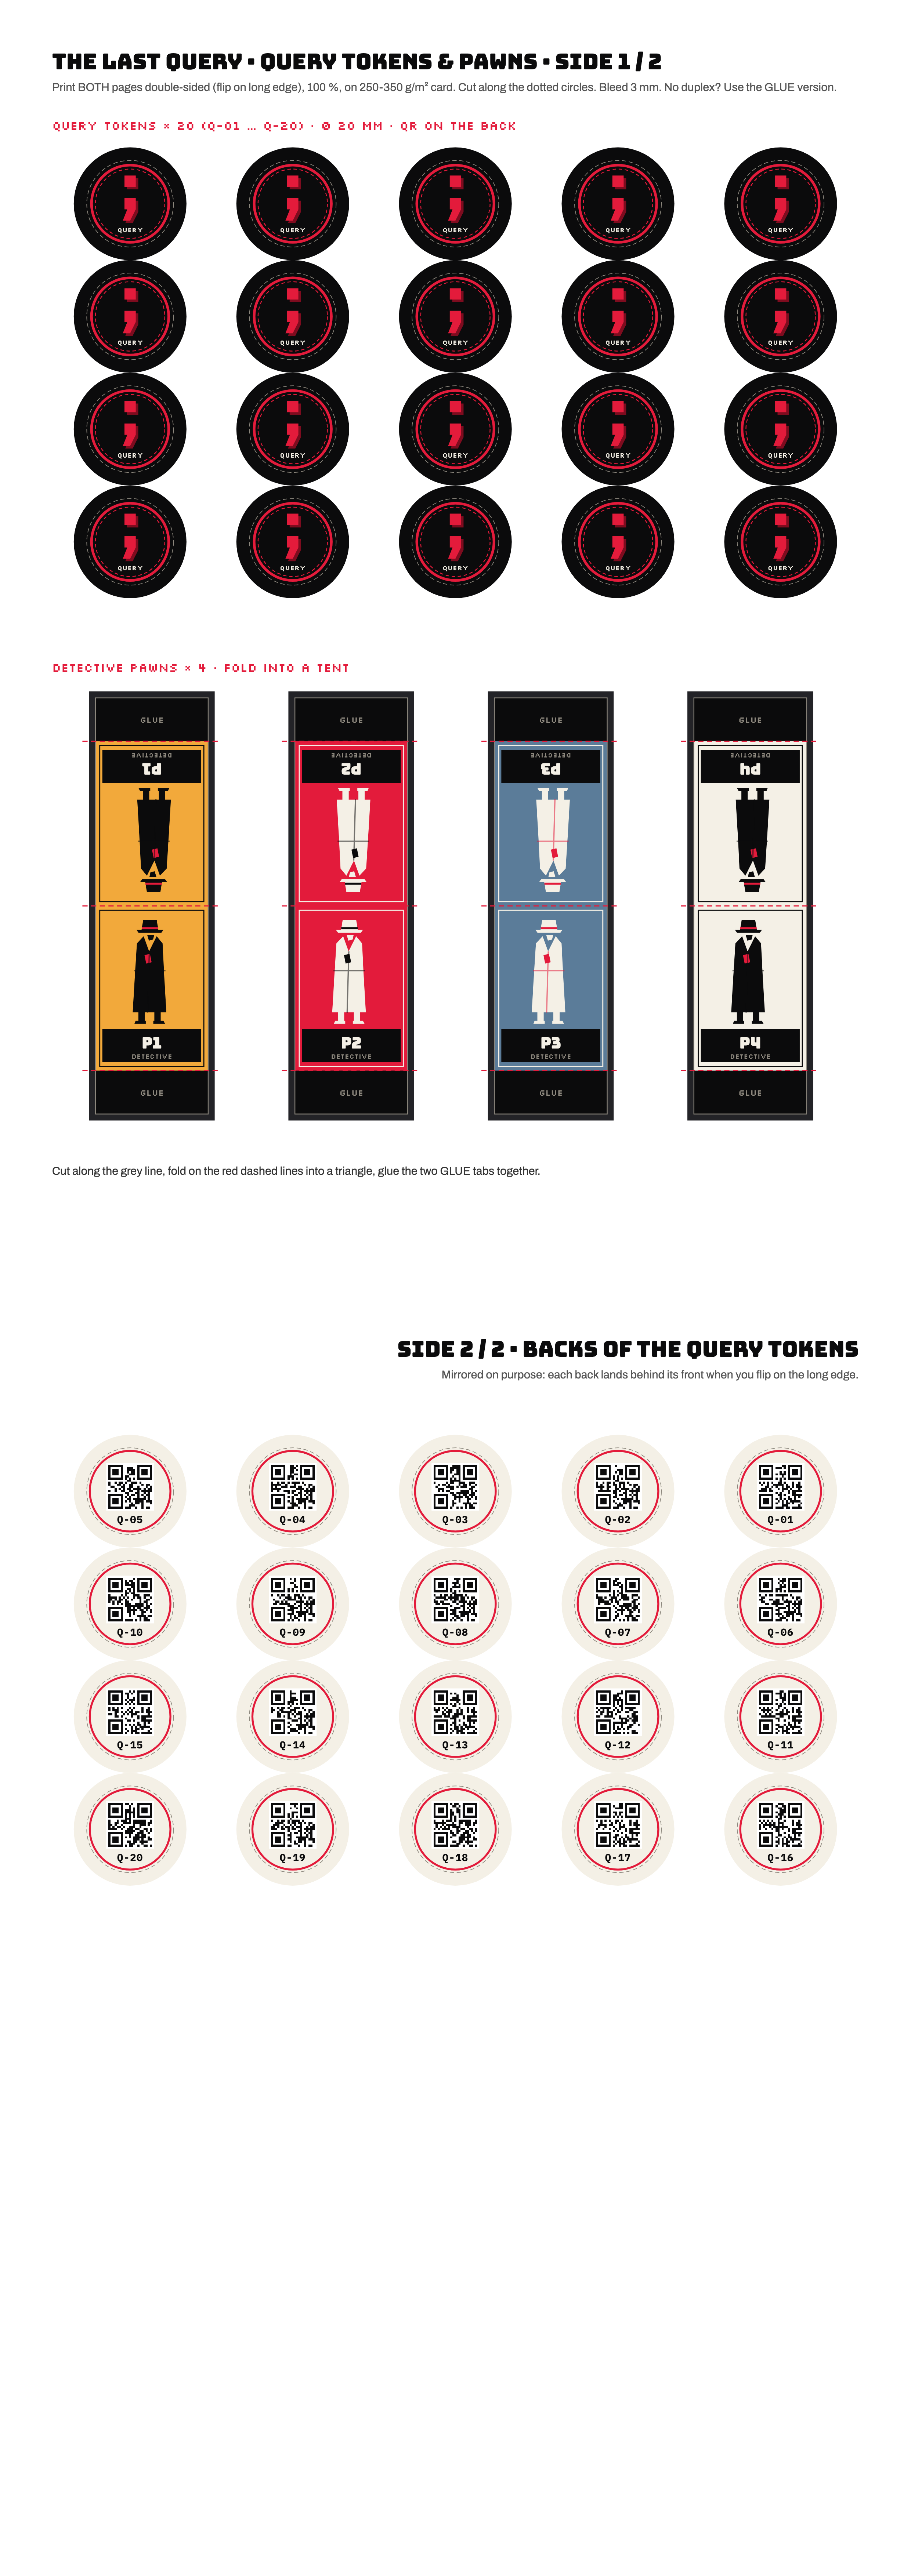 THE LAST QUERY · QUERY TOKENS & PAWNS · SIDE 1 / 2
Print BOTH pages double-sided (flip on long edge), 100 %, on 250-350 g/m² card. Cut along the dotted circles. Bleed 3 mm. No duplex? Use the GLUE version.
QUERY TOKENS × 20 (Q-01 … Q-20) · Ø 20 MM · QR ON THE BACK
; ; ; ; ;
QUERY QUERY QUERY QUERY QUERY
; ; ; ; ;
QUERY QUERY QUERY QUERY QUERY
; ; ; ; ;
QUERY QUERY QUERY QUERY QUERY
; ; ; ; ;
QUERY QUERY QUERY QUERY QUERY
DETECTIVE PAWNS × 4 · FOLD INTO A TENT
GLUE GLUE GLUE GLUE
DETECTIVE DETECTIVE DETECTIVE DETECTIVE
P1 P2 P3 P4
P1 P2 P3 P4
DETECTIVE DETECTIVE DETECTIVE DETECTIVE
GLUE GLUE GLUE GLUE
Cut along the grey line, fold on the red dashed lines into a triangle, glue the two GLUE tabs together.
SIDE 2 / 2 · BACKS OF THE QUERY TOKENS
Mirrored on purpose: each back lands behind its front when you flip on the long edge.
Q-05 Q-04 Q-03 Q-02 Q-01
Q-10 Q-09 Q-08 Q-07 Q-06
Q-15 Q-14 Q-13 Q-12 Q-11
Q-20 Q-19 Q-18 Q-17 Q-16